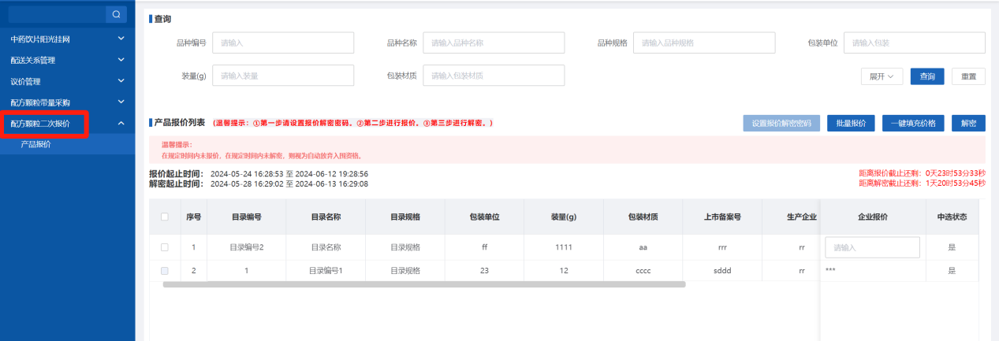 中药饮片阳光挂网
配送关系管理
议价管理
配方颗粒带量采购
配方颗粒二次报价
产品报价
查询
品种编号 请输入 品种名称 请输入品种名称 品种规格 请输入品种规格 包装单位 请输入包装
装量(g) 请输入装量 包装材质 请输入包装材质 展开 查询 重置
产品报价列表 (温馨提示：①第一步请设置报价解密密码。②第二步进行报价。③第三步进行解密。) 设置报价解密密码 批量报价 一键填充价格 解密
温馨提示：
在规定时间内未报价，在规定时间内未解密，则视为自动放弃入围资格。
报价起止时间： 2024-05-24 16:28:53 至 2024-06-12 19:28:56 距离报价截止还剩：0天23时53分33秒
解密起止时间： 2024-05-28 16:29:02 至 2024-06-13 16:29:08 距离解密截止还剩：1天20时53分45秒
序号 目录编号 目录名称 目录规格 包装单位 装量(g) 包装材质 上市备案号 生产企业 企业报价 中选状态
1 目录编号2 目录名称 目录规格 ff 1111 aa rrr rr 请输入 是
2 1 目录编号1 目录规格 23 12 cccc sddd rr *** 是